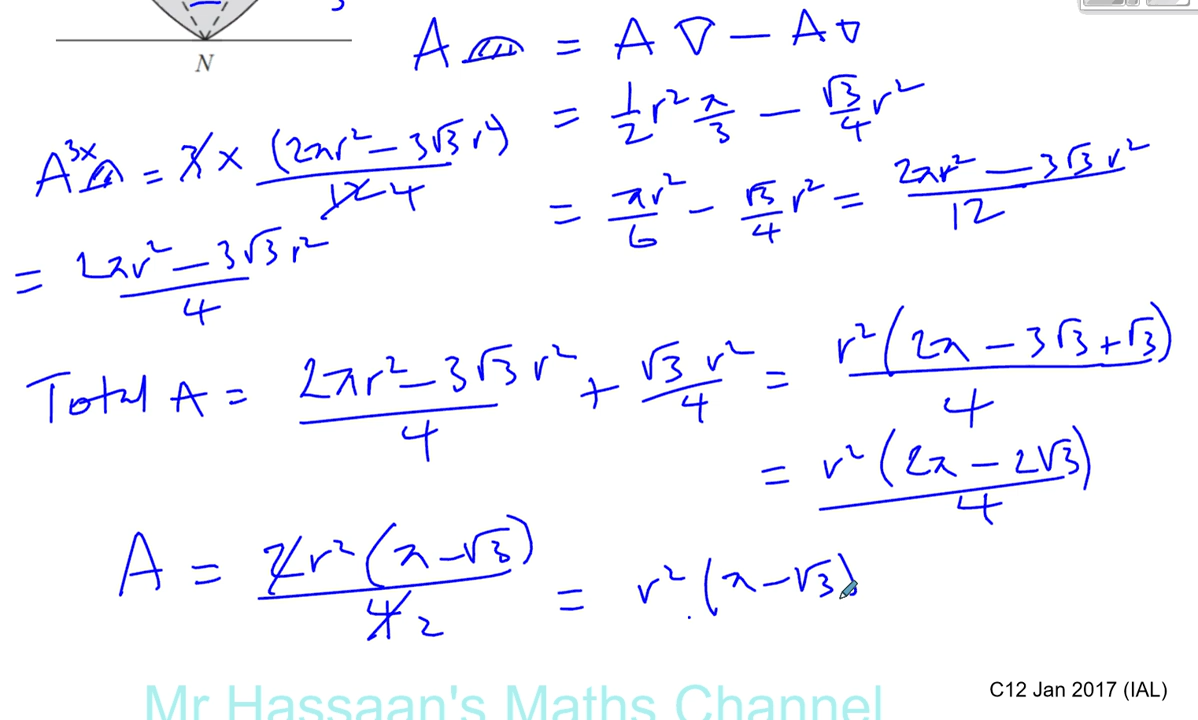 N
A = A ∇ − A ▿
= 1/2 r² π/3 − √3/4 r²
A 3x = 3 × (2πr² − 3√3 r²)/12 4
= πr²/6 − √3/4 r² = (2πr² − 3√3 r²)/12
= (2πr² − 3√3 r²)/4
Total A = (2πr² − 3√3 r²)/4 + √3 r²/4 = r²(2π − 3√3 + √3)/4
= r²(2π − 2√3)/4
A = 2r²(π − √3)/4 2 = r²(π − √3)
Mr Hassaan's Maths Channel
C12 Jan 2017 (IAL)